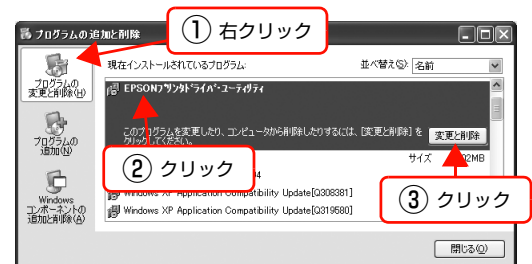 プログラムの追加と削除
① 右クリック
プログラムの
変更と削除(H)
現在インストールされているプログラム:
並べ替え(S): 名前
EPSONプリンタドライバ・ユーティリティ
このプログラムを変更したり、コンピュータから削除したりするには、[変更と削除] を
クリックしてください。
変更と削除
プログラムの
追加(N)
② クリック
サイズ
02MB
③ クリック
Windows XP Application Compatibility Update[Q308381]
Windows XP Application Compatibility Update[Q319580]
Windows
コンポーネントの
追加と削除(A)
閉じる(O)